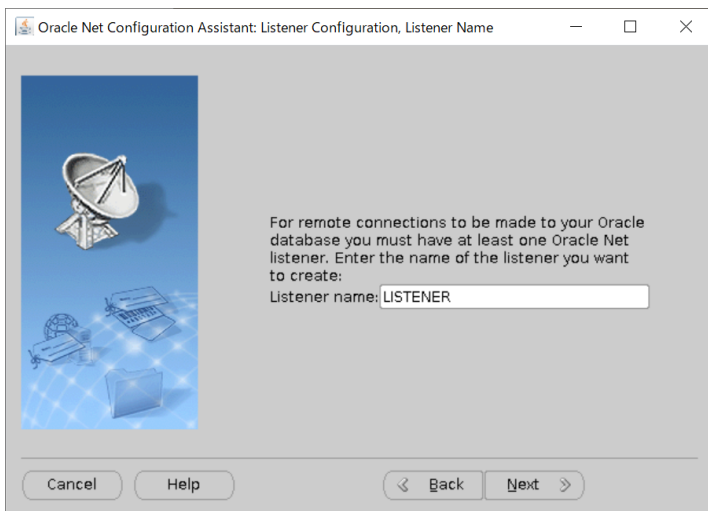 Oracle Net Configuration Assistant: Listener Configuration, Listener Name
For remote connections to be made to your Oracle
database you must have at least one Oracle Net
listener. Enter the name of the listener you want
to create:
Listener name: LISTENER
Cancel Help Back Next